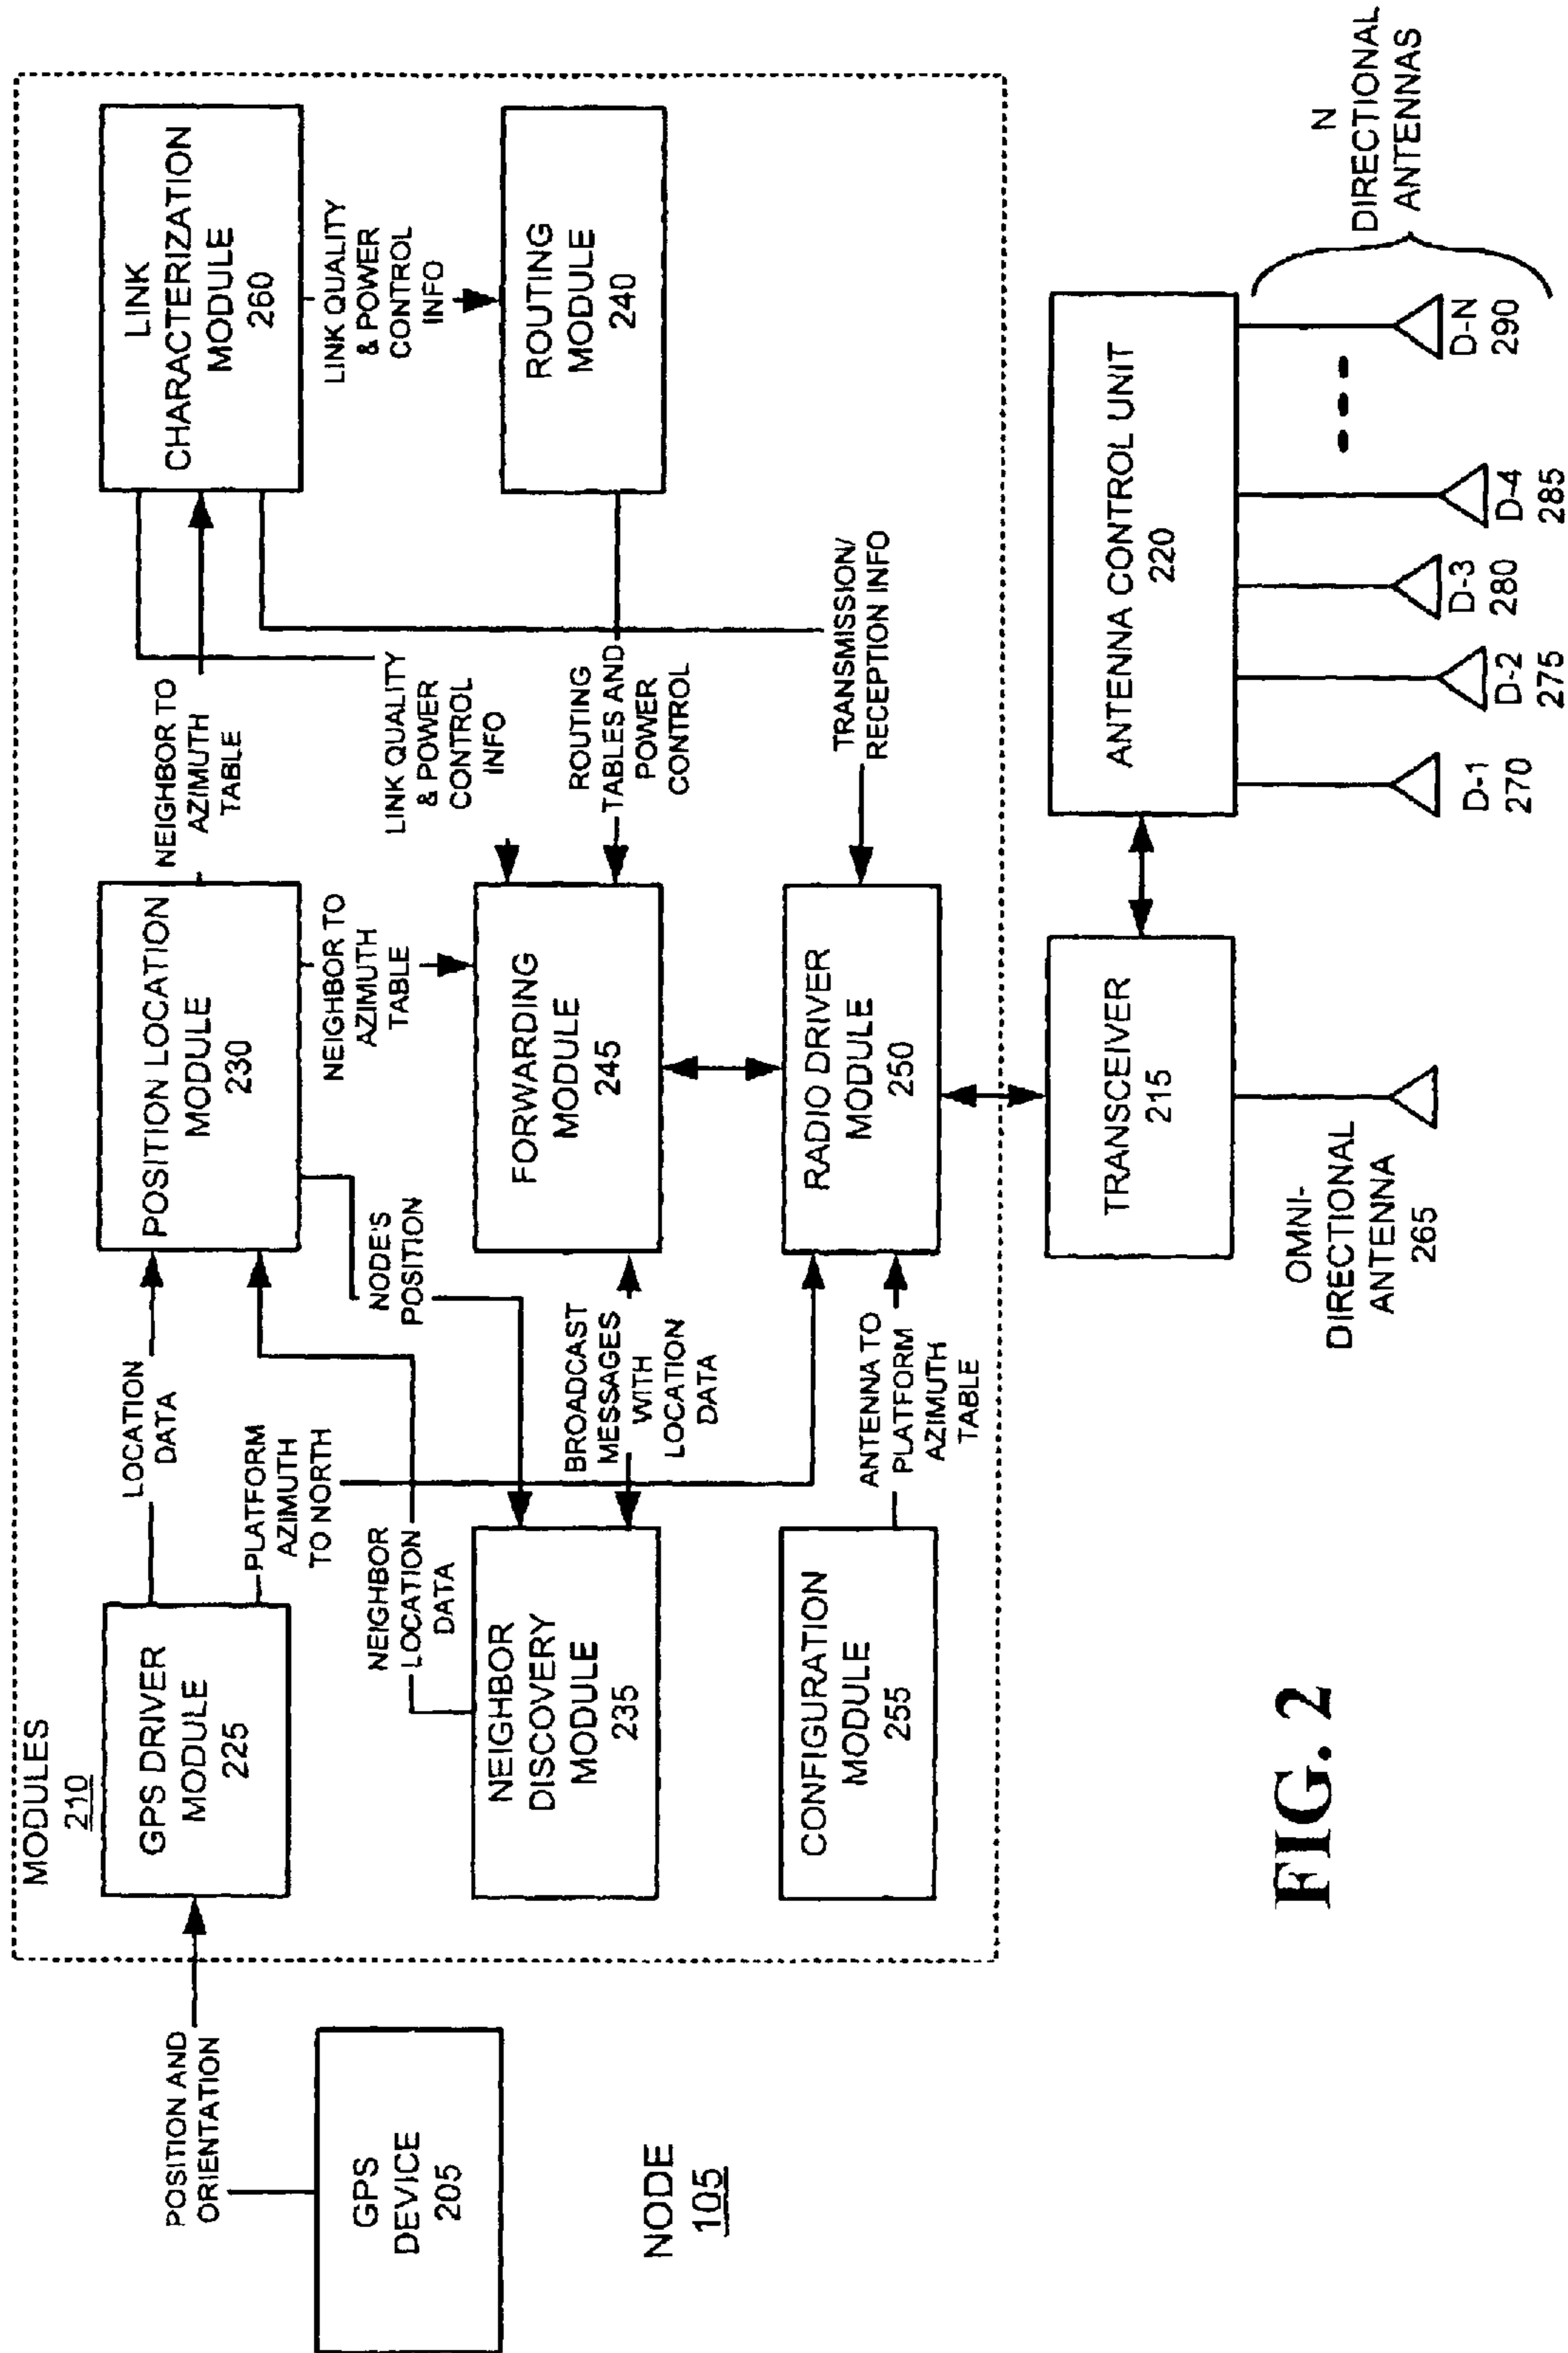 MODULES
210
GPS DRIVER
MODULE
225
LOCATION
DATA
POSITION LOCATION
MODULE
230
NEIGHBOR TO
AZIMUTH
TABLE
LINK
CHARACTERIZATION
MODULE
260
POSITION AND
ORIENTATION
PLATFORM
AZIMUTH
TO NORTH
GPS
DEVICE
205
NEIGHBOR
LOCATION
DATA
NODE'S
POSITION
NEIGHBOR TO
AZIMUTH
TABLE
LINK QUALITY
& POWER
CONTROL
INFO
LINK QUALITY
& POWER
CONTROL
INFO
NEIGHBOR
DISCOVERY
MODULE
235
BROADCAST
MESSAGES
WITH
LOCATION
DATA
FORWARDING
MODULE
245
ROUTING
TABLES AND
POWER
CONTROL
ROUTING
MODULE
240
NODE
105
CONFIGURATION
MODULE
255
ANTENNA TO
PLATFORM
AZIMUTH
TABLE
RADIO DRIVER
MODULE
250
TRANSMISSION/
RECEPTION INFO
TRANSCEIVER
215
ANTENNA CONTROL UNIT
220
OMNI-
DIRECTIONAL
ANTENNA
265
D-1
270
D-2
275
D-3
280
D-4
285
D-N
290
N
DIRECTIONAL
ANTENNAS
FIG. 2